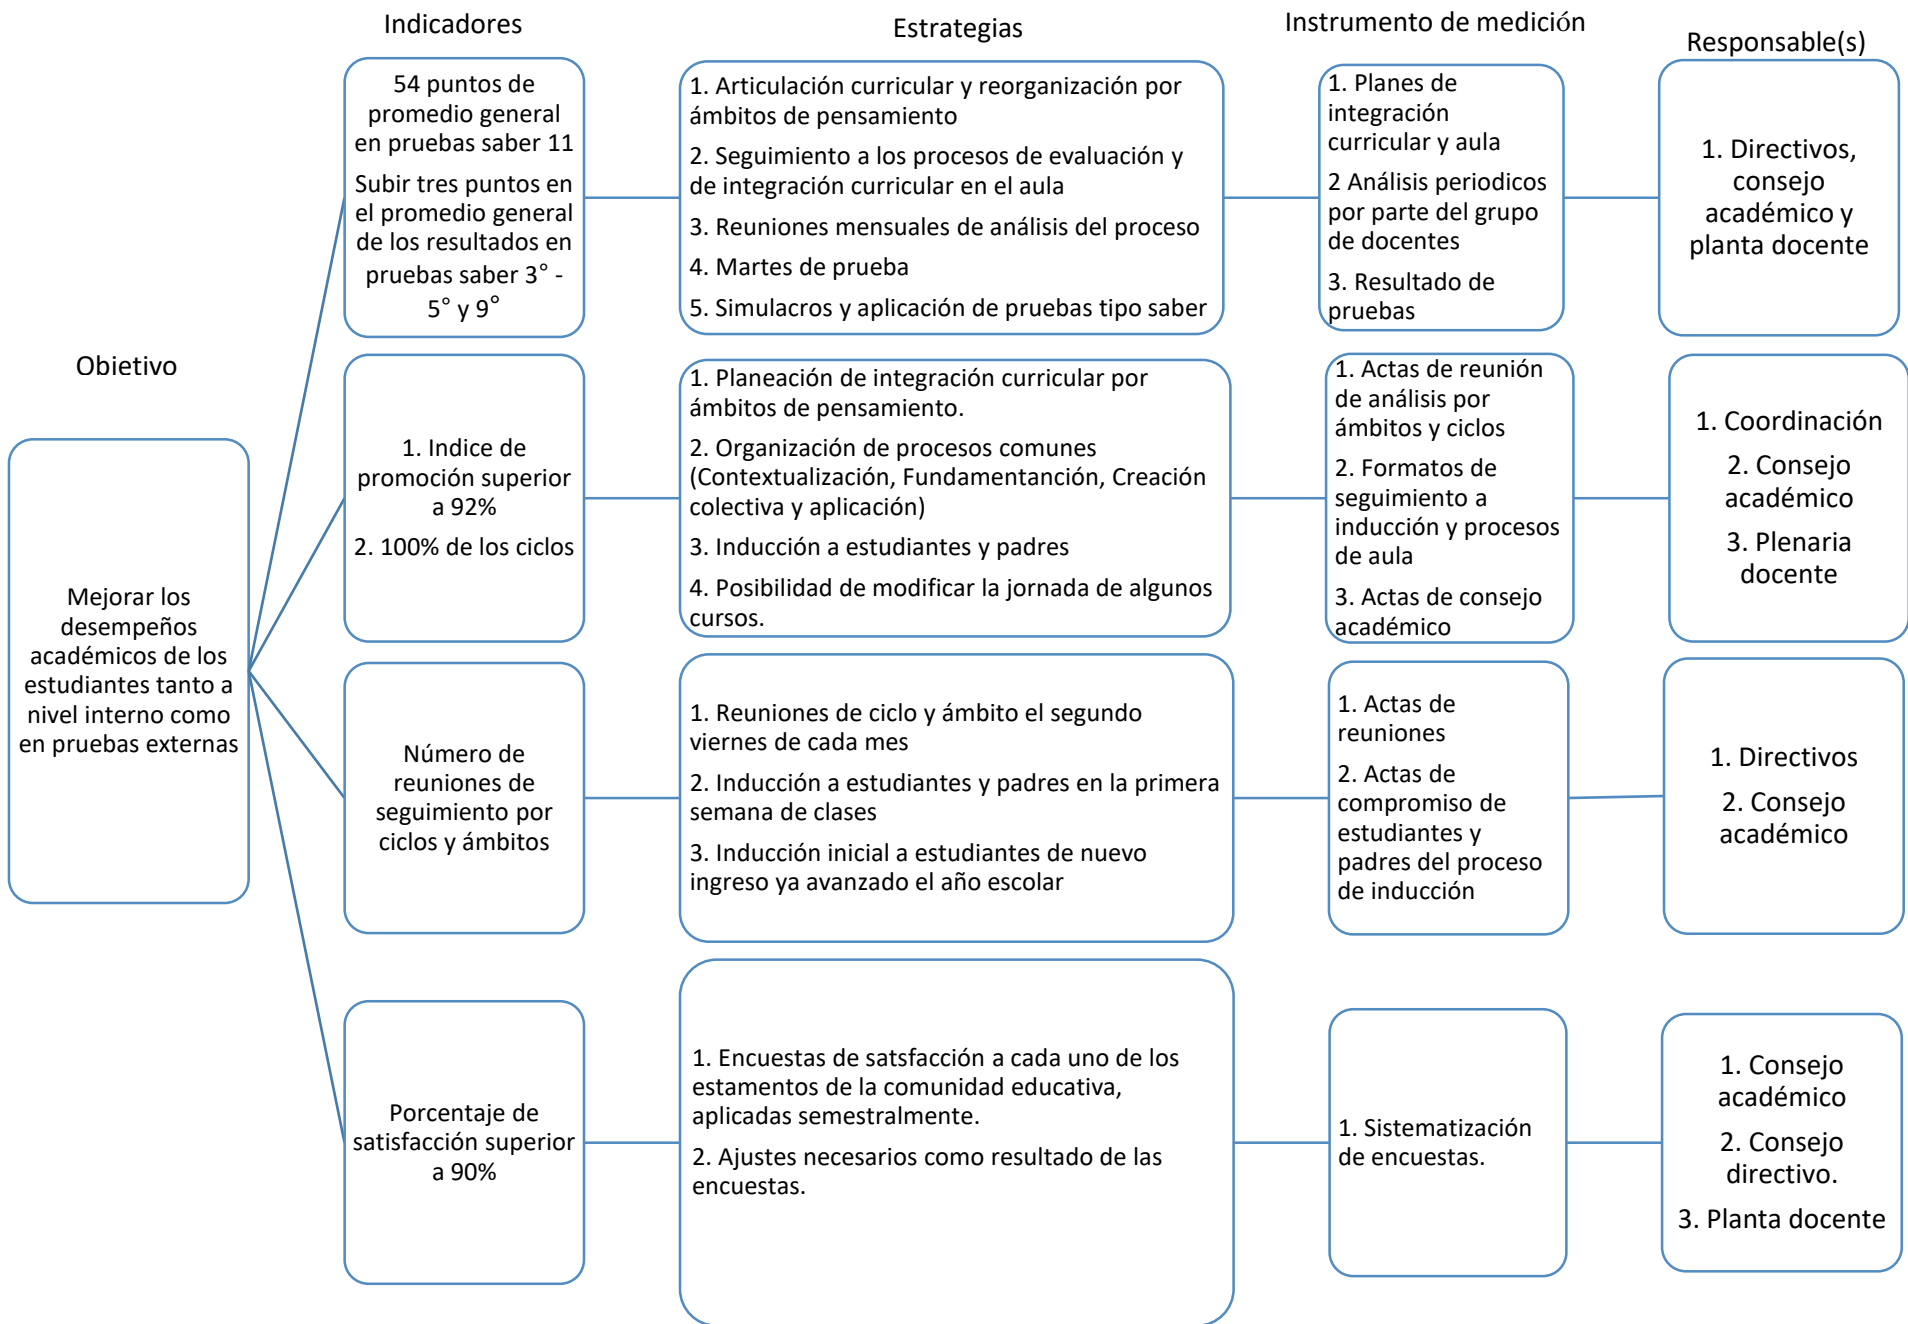 Indicadores
Estrategias
Instrumento de medición
Responsable(s)
54 puntos de
promedio general
en pruebas saber 11
Subir tres puntos en
el promedio general
de los resultados en
pruebas saber 3° -
5° y 9°
1. Articulación curricular y reorganización por
ámbitos de pensamiento
2. Seguimiento a los procesos de evaluación y
de integración curricular en el aula
3. Reuniones mensuales de análisis del proceso
4. Martes de prueba
5. Simulacros y aplicación de pruebas tipo saber
1. Planes de
integración
curricular y aula
2 Análisis periodicos
por parte del grupo
de docentes
3. Resultado de
pruebas
1. Directivos,
consejo
académico y
planta docente
Objetivo
Mejorar los
desempeños
académicos de los
estudiantes tanto a
nivel interno como
en pruebas externas
1. Indice de
promoción superior
a 92%
2. 100% de los ciclos
1. Planeación de integración curricular por
ámbitos de pensamiento.
2. Organización de procesos comunes
(Contextualización, Fundamentanción, Creación
colectiva y aplicación)
3. Inducción a estudiantes y padres
4. Posibilidad de modificar la jornada de algunos
cursos.
1. Actas de reunión
de análisis por
ámbitos y ciclos
2. Formatos de
seguimiento a
inducción y procesos
de aula
3. Actas de consejo
académico
1. Coordinación
2. Consejo
académico
3. Plenaria
docente
Número de
reuniones de
seguimiento por
ciclos y ámbitos
1. Reuniones de ciclo y ámbito el segundo
viernes de cada mes
2. Inducción a estudiantes y padres en la primera
semana de clases
3. Inducción inicial a estudiantes de nuevo
ingreso ya avanzado el año escolar
1. Actas de
reuniones
2. Actas de
compromiso de
estudiantes y
padres del proceso
de inducción
1. Directivos
2. Consejo
académico
Porcentaje de
satisfacción superior
a 90%
1. Encuestas de satsfacción a cada uno de los
estamentos de la comunidad educativa,
aplicadas semestralmente.
2. Ajustes necesarios como resultado de las
encuestas.
1. Sistematización
de encuestas.
1. Consejo
académico
2. Consejo
directivo.
3. Planta docente